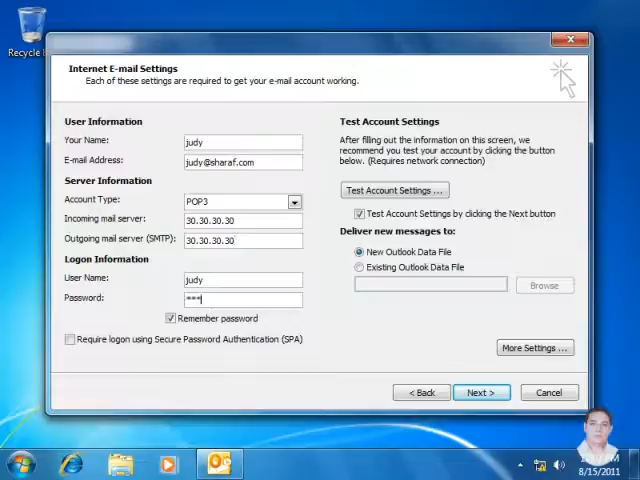 Recycle
Internet E-mail Settings
Each of these settings are required to get your e-mail account working.
User Information
Your Name: judy
E-mail Address: judy@sharaf.com
Server Information
Account Type: POP3
Incoming mail server: 30.30.30.30
Outgoing mail server (SMTP): 30.30.30.30
Logon Information
User Name: judy
Password: ***
Remember password
Require logon using Secure Password Authentication (SPA)
Test Account Settings
After filling out the information on this screen, we
recommend you test your account by clicking the button
below. (Requires network connection)
Test Account Settings ...
Test Account Settings by clicking the Next button
Deliver new messages to:
New Outlook Data File
Existing Outlook Data File
Browse
More Settings ...
< Back
Next >
Cancel
PM
8/15/2011